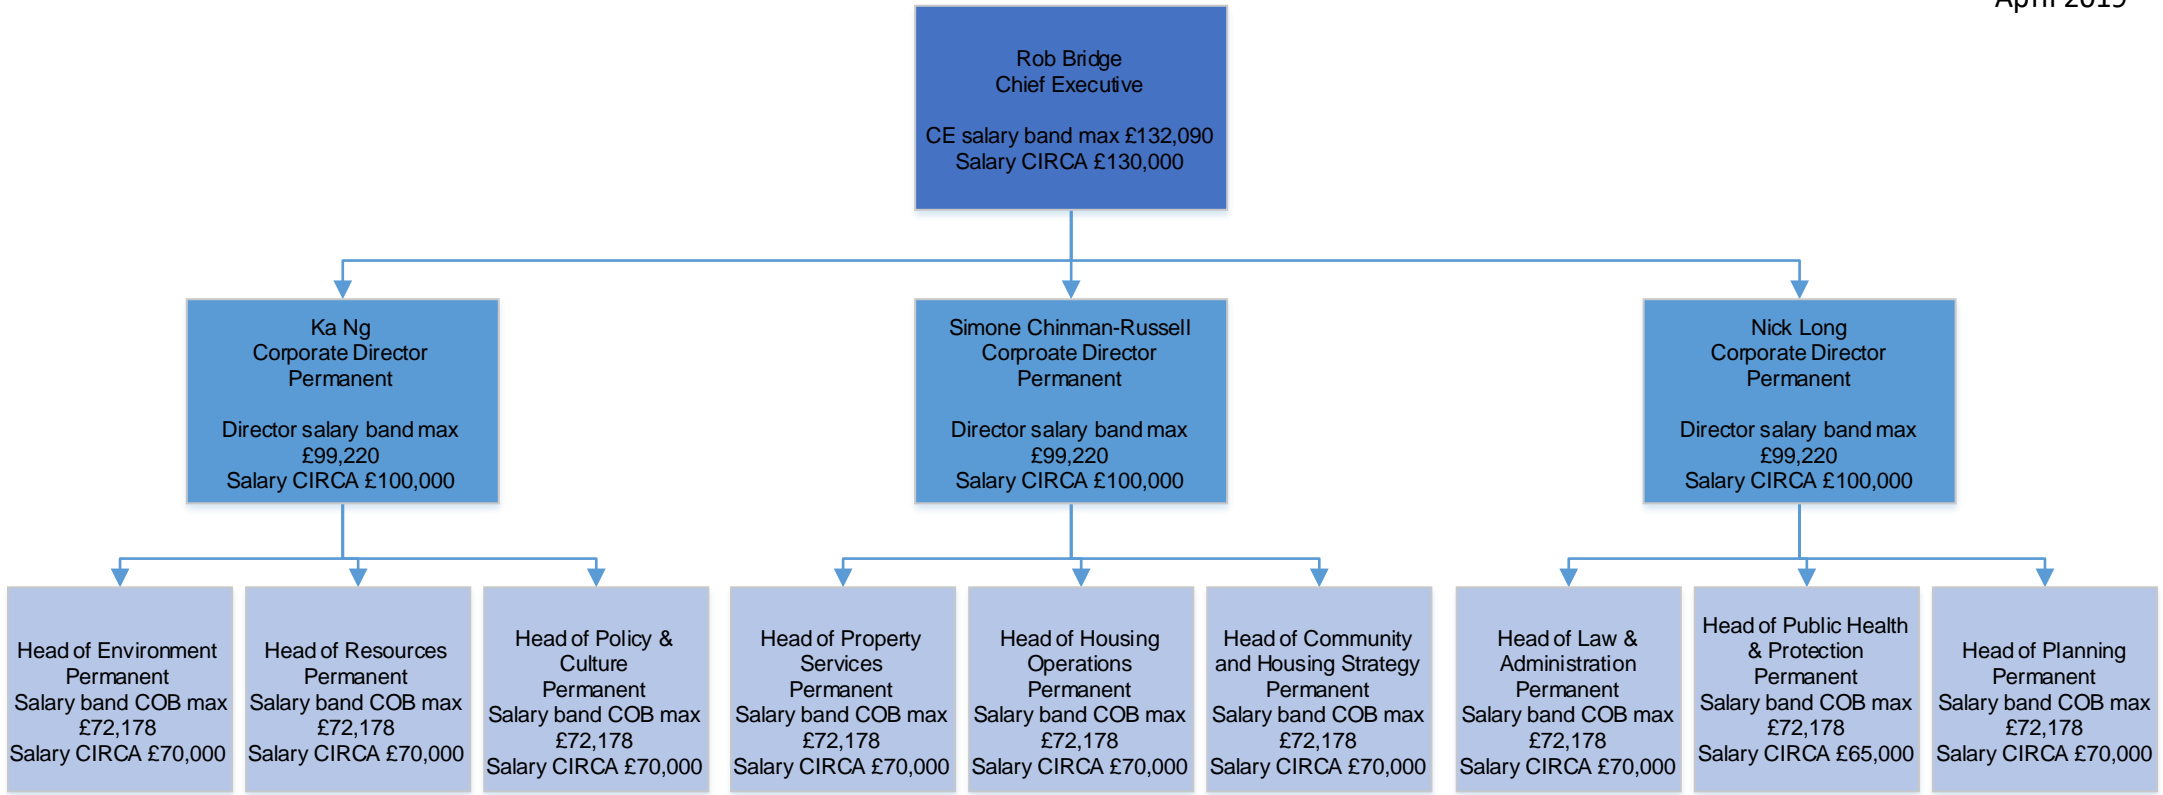 April 2019
Rob Bridge
Chief Executive
CE salary band max £132,090
Salary CIRCA £130,000
Ka Ng
Corporate Director
Permanent
Director salary band max
£99,220
Salary CIRCA £100,000
Simone Chinman-Russell
Corproate Director
Permanent
Director salary band max
£99,220
Salary CIRCA £100,000
Nick Long
Corporate Director
Permanent
Director salary band max
£99,220
Salary CIRCA £100,000
Head of Environment
Permanent
Salary band COB max
£72,178
Salary CIRCA £70,000
Head of Resources
Permanent
Salary band COB max
£72,178
Salary CIRCA £70,000
Head of Policy &
Culture
Permanent
Salary band COB max
£72,178
Salary CIRCA £70,000
Head of Property
Services
Permanent
Salary band COB max
£72,178
Salary CIRCA £70,000
Head of Housing
Operations
Permanent
Salary band COB max
£72,178
Salary CIRCA £70,000
Head of Community
and Housing Strategy
Permanent
Salary band COB max
£72,178
Salary CIRCA £70,000
Head of Law &
Administration
Permanent
Salary band COB max
£72,178
Salary CIRCA £70,000
Head of Public Health
& Protection
Permanent
Salary band COB max
£72,178
Salary CIRCA £65,000
Head of Planning
Permanent
Salary band COB max
£72,178
Salary CIRCA £70,000